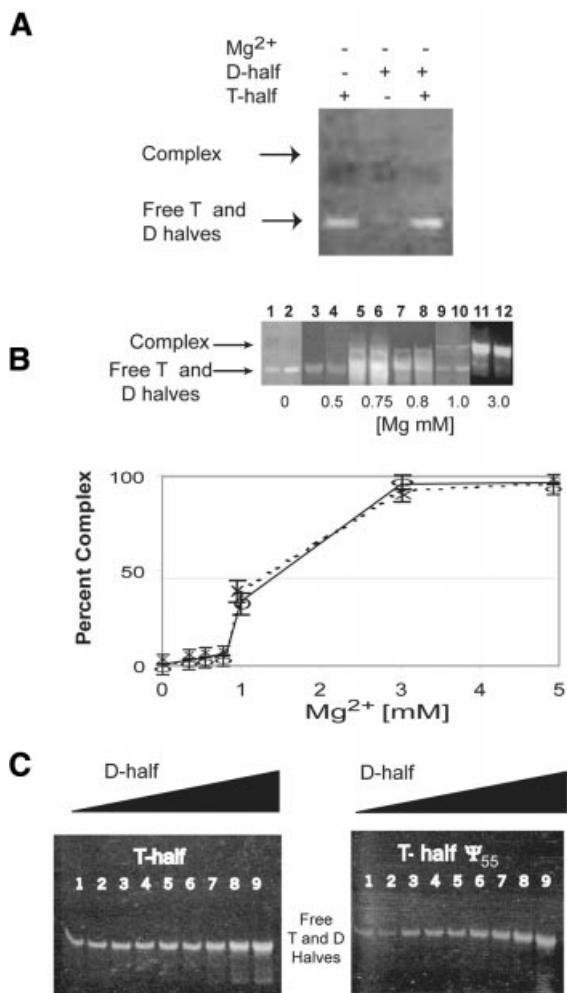 A
Mg2+ - - -
D-half - + +
T-half + - +
Complex
Free T and
D halves
B
1 2 3 4 5 6 7 8 9 10 11 12
Complex
Free T and
D halves
0 0.5 0.75 0.8 1.0 3.0
[Mg mM]
Percent Complex
100
50
0
0 1 2 3 4 5
Mg2+ [mM]
C
D-half D-half
T-half T- half Ψ55
1 2 3 4 5 6 7 8 9 1 2 3 4 5 6 7 8 9
Free
T and D
Halves